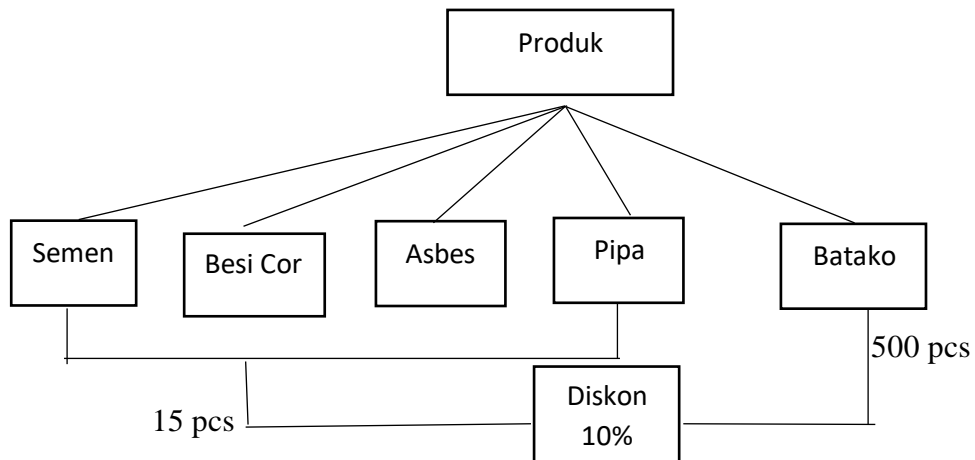 Produk
Semen
Besi Cor
Asbes
Pipa
Batako
500 pcs
15 pcs
Diskon
10%